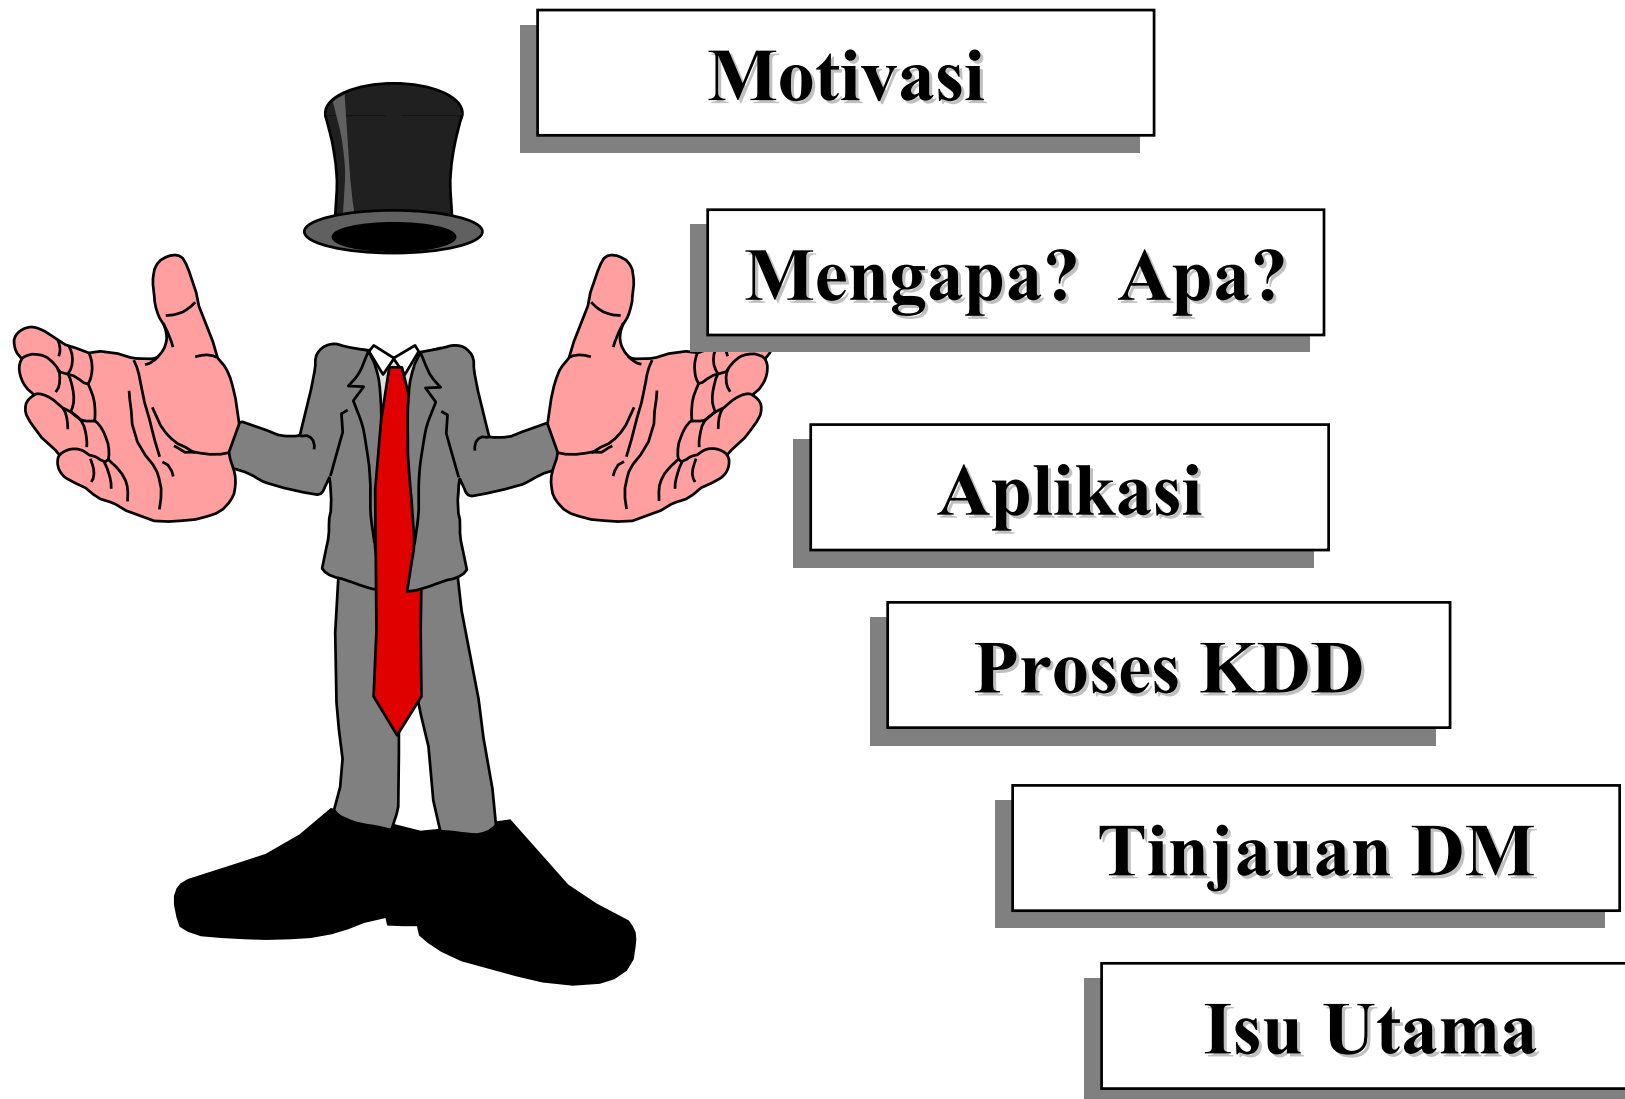 Motivasi
Mengapa? Apa?
Aplikasi
Proses KDD
Tinjauan DM
Isu Utama